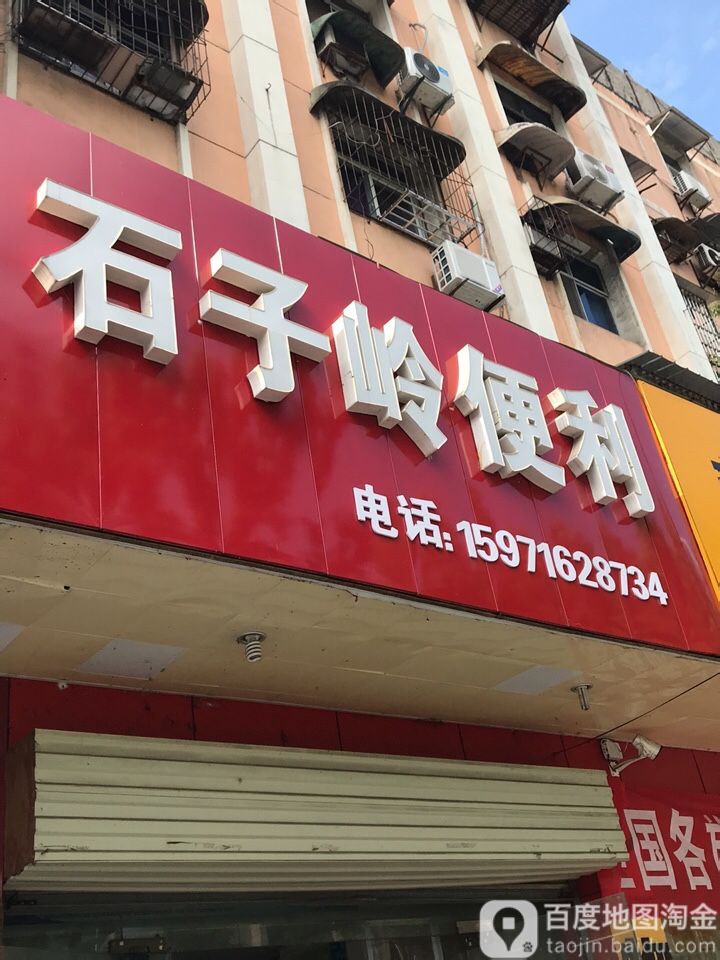 石子岭便利
电话:15971628734
国各
百度地图淘金
taojin.baidu.com